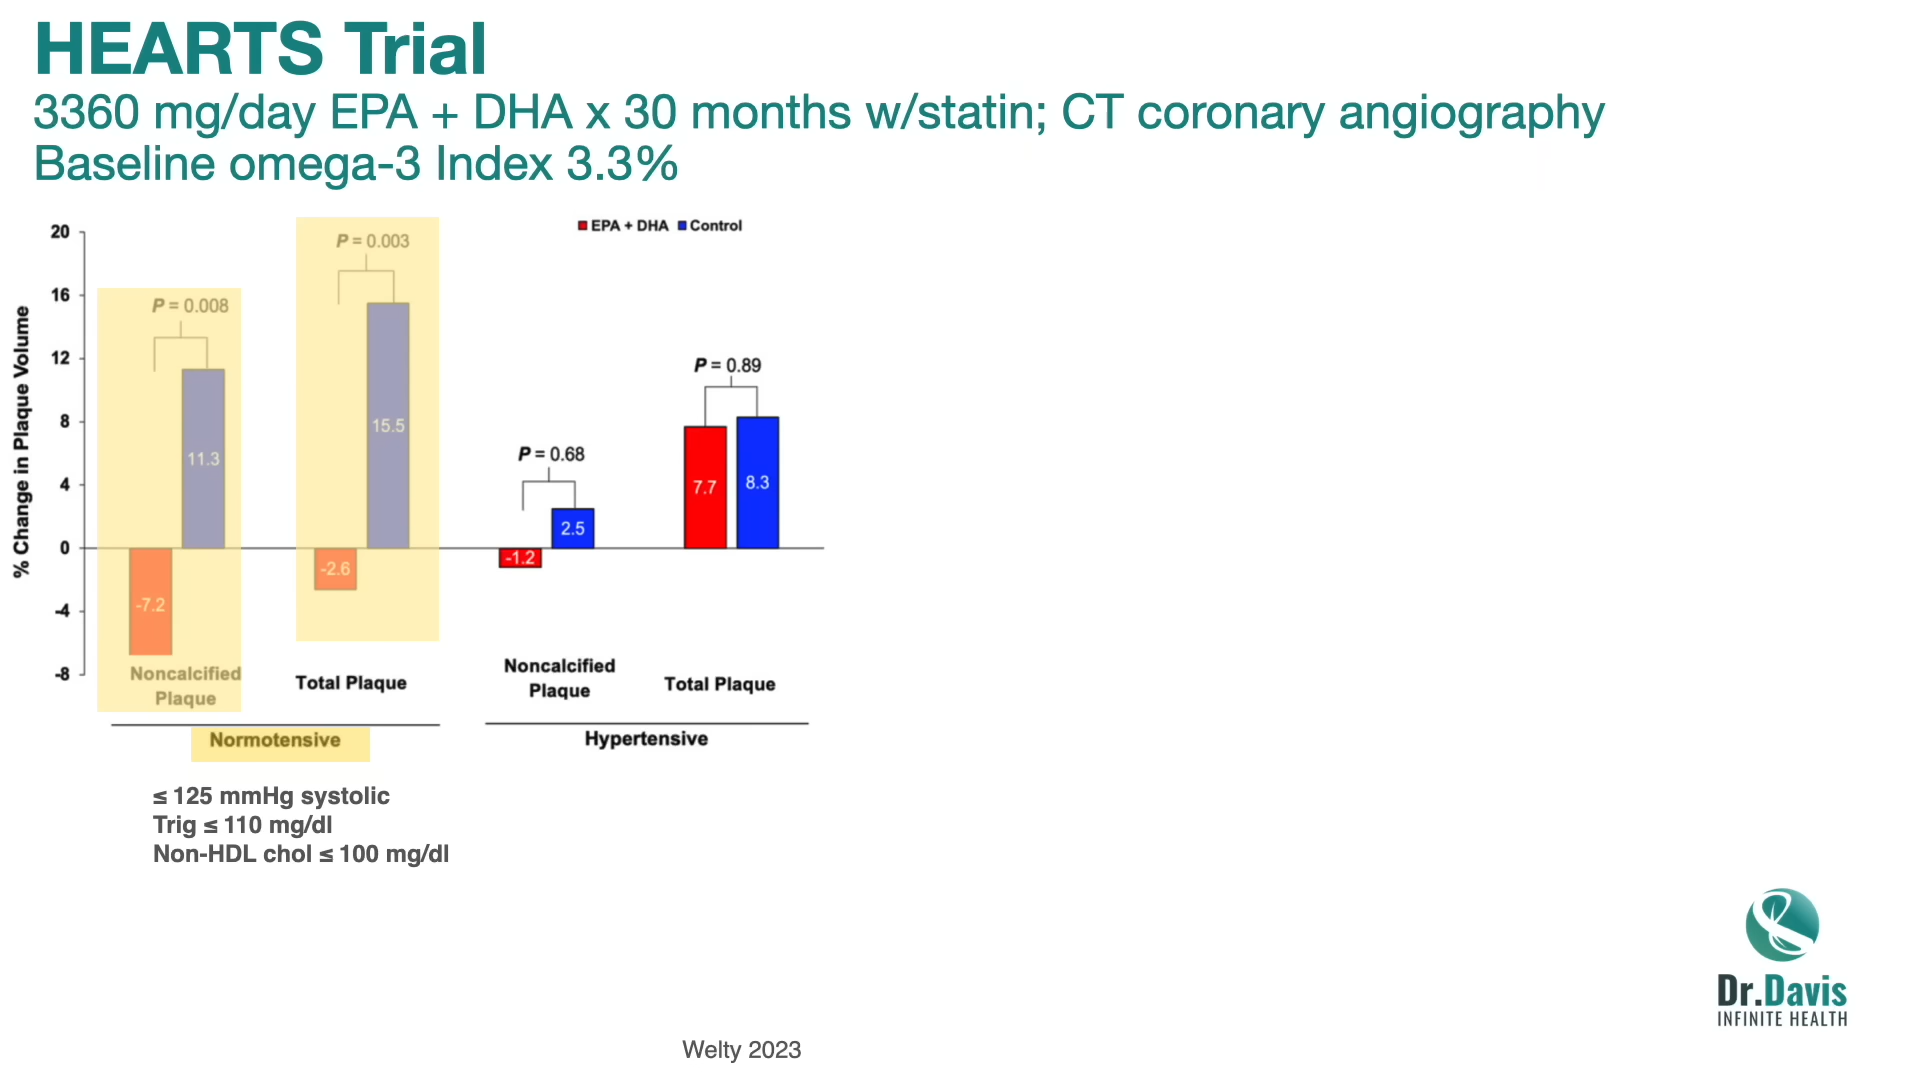 HEARTS Trial
3360 mg/day EPA + DHA x 30 months w/statin; CT coronary angiography
Baseline omega-3 Index 3.3%
EPA + DHA Control
% Change in Plaque Volume
20
16
12
8
4
0
-4
-8
P = 0.008
11.3
-7.2
P = 0.003
15.5
-2.6
P = 0.68
2.5
-1.2
P = 0.89
7.7
8.3
Noncalcified
Plaque
Total Plaque
Noncalcified
Plaque
Total Plaque
Normotensive
Hypertensive
≤ 125 mmHg systolic
Trig ≤ 110 mg/dl
Non-HDL chol ≤ 100 mg/dl
Dr.Davis
INFINITE HEALTH
Welty 2023